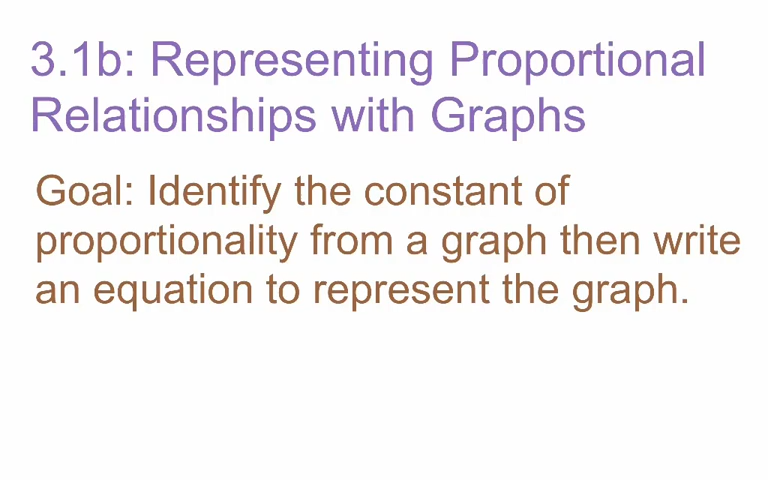 3.1b: Representing Proportional
Relationships with Graphs
Goal: Identify the constant of
proportionality from a graph then write
an equation to represent the graph.